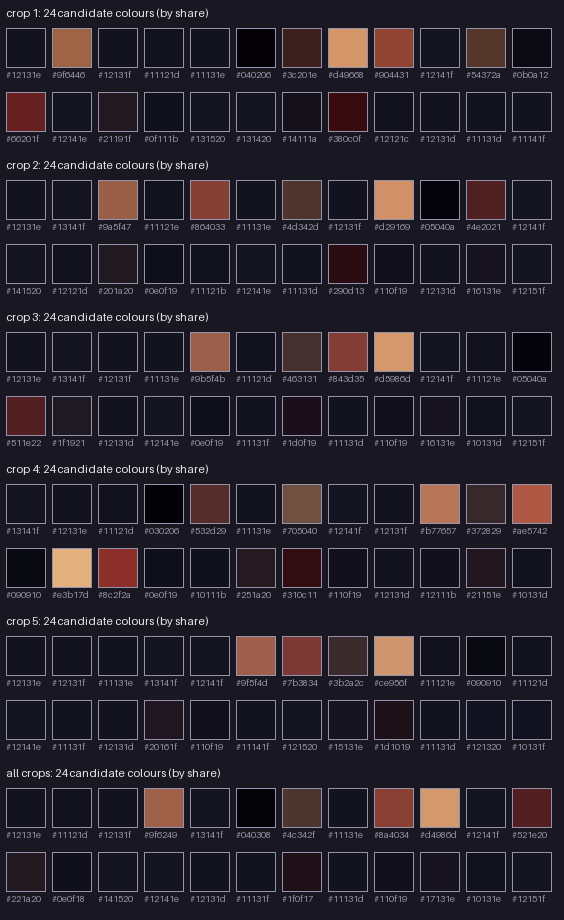 crop 1: 24 candidate colours (by share)
#12131e #9f6446 #12131f #11121d #11131e #040206 #3c201e #d49668 #904431 #12141f #54372a #0b0a12
#66201f #12141e #21191f #0f111b #131520 #131420 #14111a #380c0f #12121c #12131d #11131d #11141f
crop 2: 24 candidate colours (by share)
#12131e #13141f #9a5f47 #11121e #864033 #11131e #4d342d #12131f #d29169 #05040a #4e2021 #12141f
#141520 #12121d #201a20 #0e0f19 #11121b #12141e #11131d #290d13 #110f19 #12131d #16131e #12151f
crop 3: 24 candidate colours (by share)
#12131e #13141f #12131f #11131e #9b5f4b #11121d #463131 #843d35 #d5986d #12141f #11121e #05040a
#511e22 #1f1921 #12131d #12141e #0e0f19 #11131f #1d0f19 #11131d #110f19 #16131e #10131d #12151f
crop 4: 24 candidate colours (by share)
#13141f #12131e #11121d #030206 #532d29 #11131e #705040 #12141f #12131f #b77657 #372829 #ae5742
#090910 #e3b17d #8c2f2a #0e0f19 #10111b #251a20 #310c11 #110f19 #12131d #12111b #21151e #10131d
crop 5: 24 candidate colours (by share)
#12131e #12131f #11131e #13141f #12141f #9f5f4d #7b3834 #3b2a2c #ce956f #11121e #090910 #11121d
#12141e #11131f #12131d #20161f #110f19 #11141f #121520 #15131e #1d1019 #11131d #121320 #10131f
all crops: 24 candidate colours (by share)
#12131e #11121d #12131f #9f6249 #13141f #040308 #4c342f #11131e #8a4034 #d4986d #12141f #521e20
#221a20 #0e0f18 #141520 #12141e #12131d #11131f #1f0f17 #11131d #110f19 #17131e #10131e #12151f